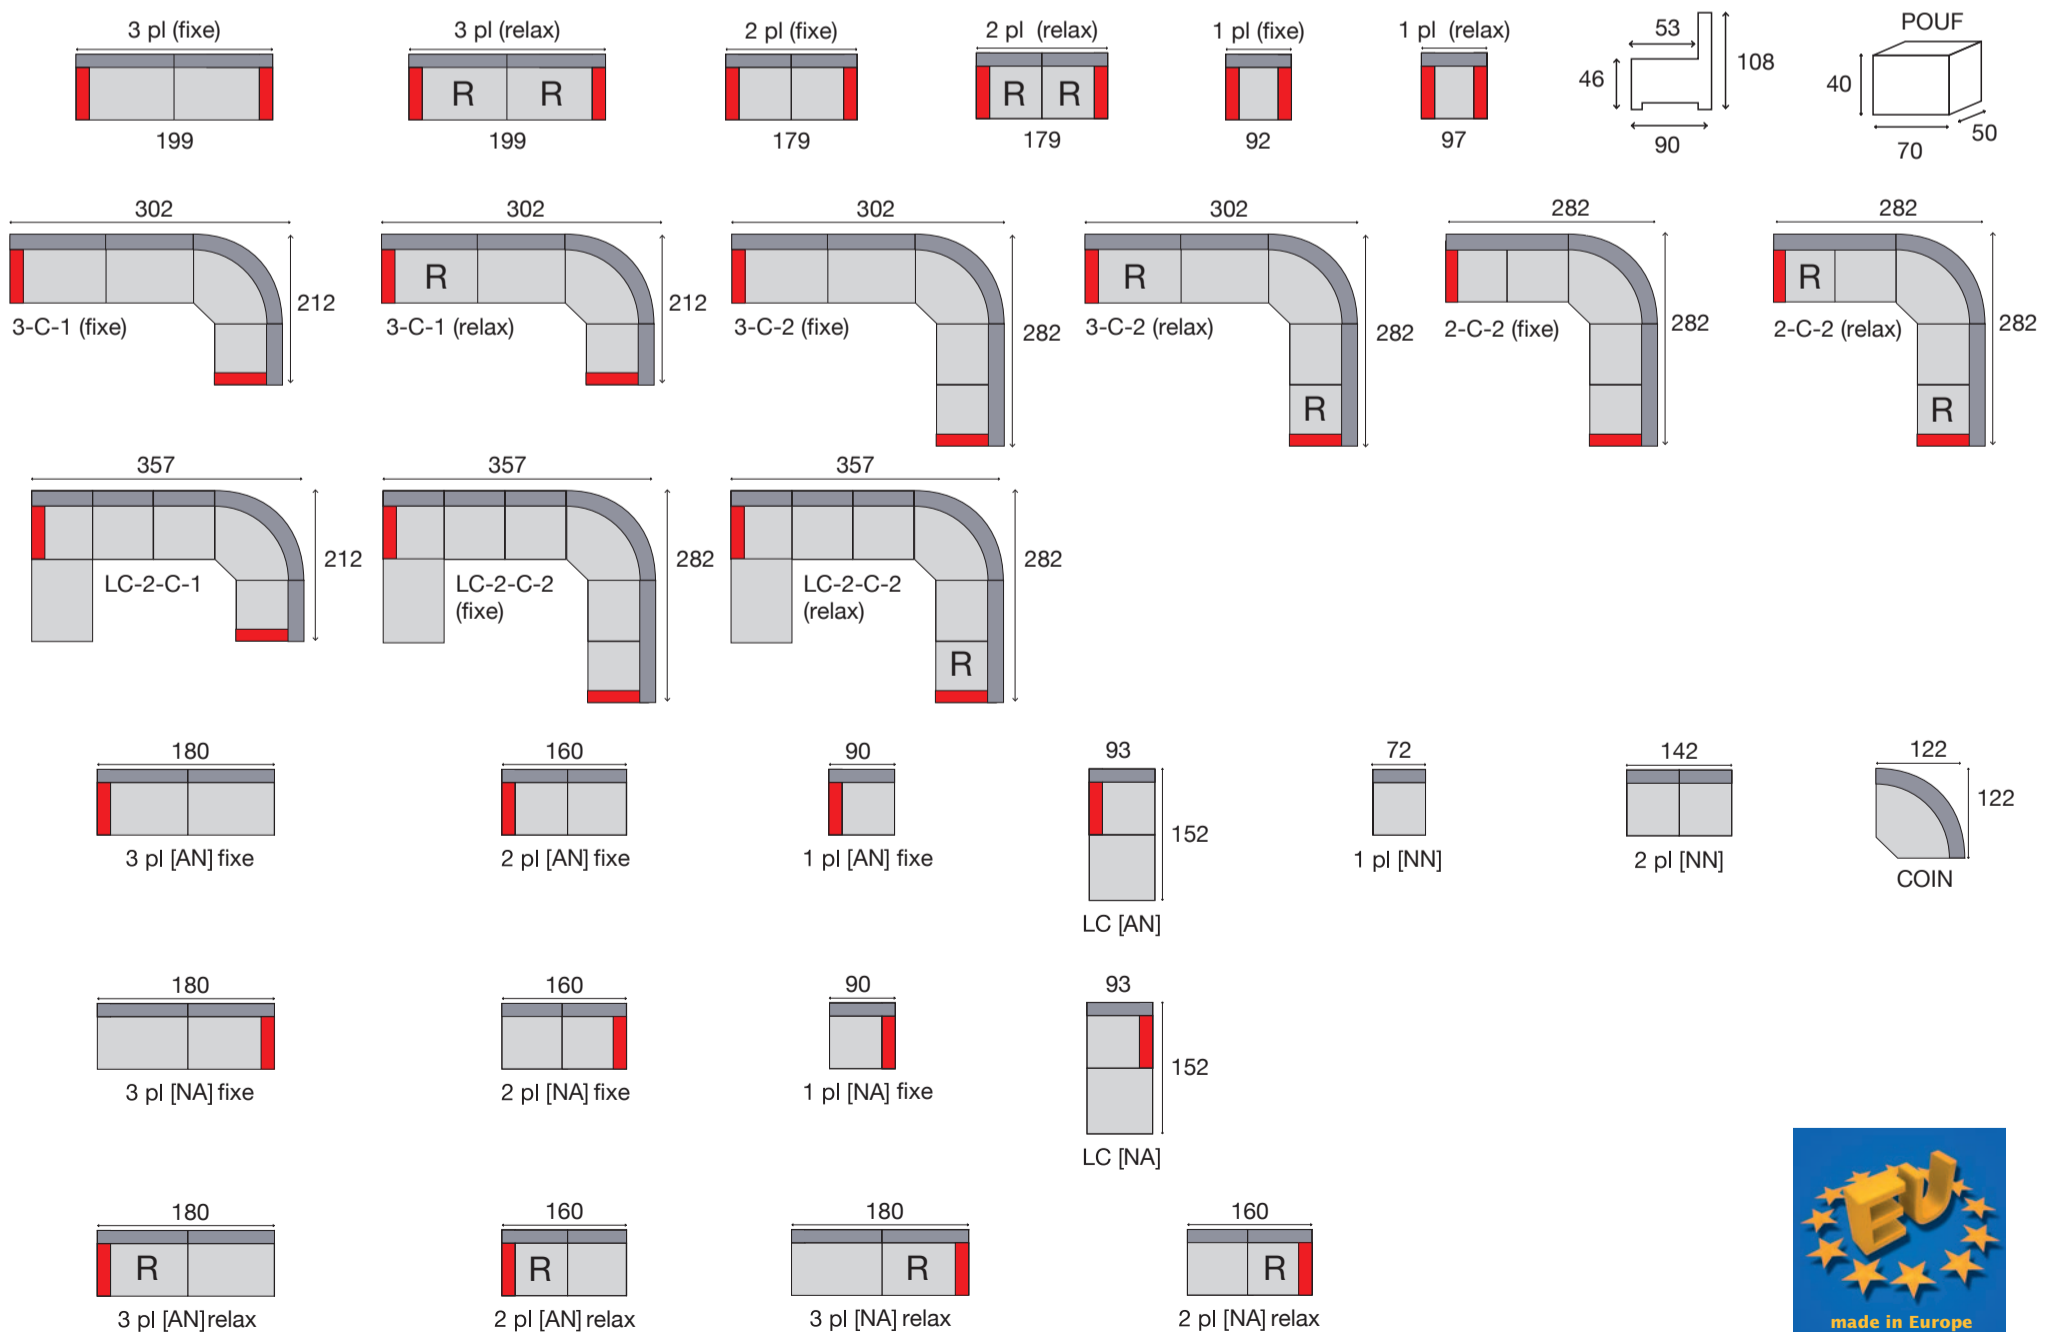 3 pl (fixe)
3 pl (relax)
2 pl (fixe)
2 pl (relax)
1 pl (fixe)
1 pl (relax)
53
46
108
90
POUF
40
50
70
R R
R R
199
199
179
179
92
97
302
302
302
302
282
282
R
R
R
212
212
282
282
282
282
3-C-1 (fixe)
3-C-1 (relax)
3-C-2 (fixe)
3-C-2 (relax)
2-C-2 (fixe)
2-C-2 (relax)
R
R
357
357
357
212
282
282
LC-2-C-1
LC-2-C-2
(fixe)
LC-2-C-2
(relax)
R
180
160
90
93
72
142
122
152
122
3 pl [AN] fixe
2 pl [AN] fixe
1 pl [AN] fixe
LC [AN]
1 pl [NN]
2 pl [NN]
COIN
180
160
90
93
152
3 pl [NA] fixe
2 pl [NA] fixe
1 pl [NA] fixe
LC [NA]
180
160
180
160
R
R
R
R
3 pl [AN] relax
2 pl [AN] relax
3 pl [NA] relax
2 pl [NA] relax
EU
made in Europe